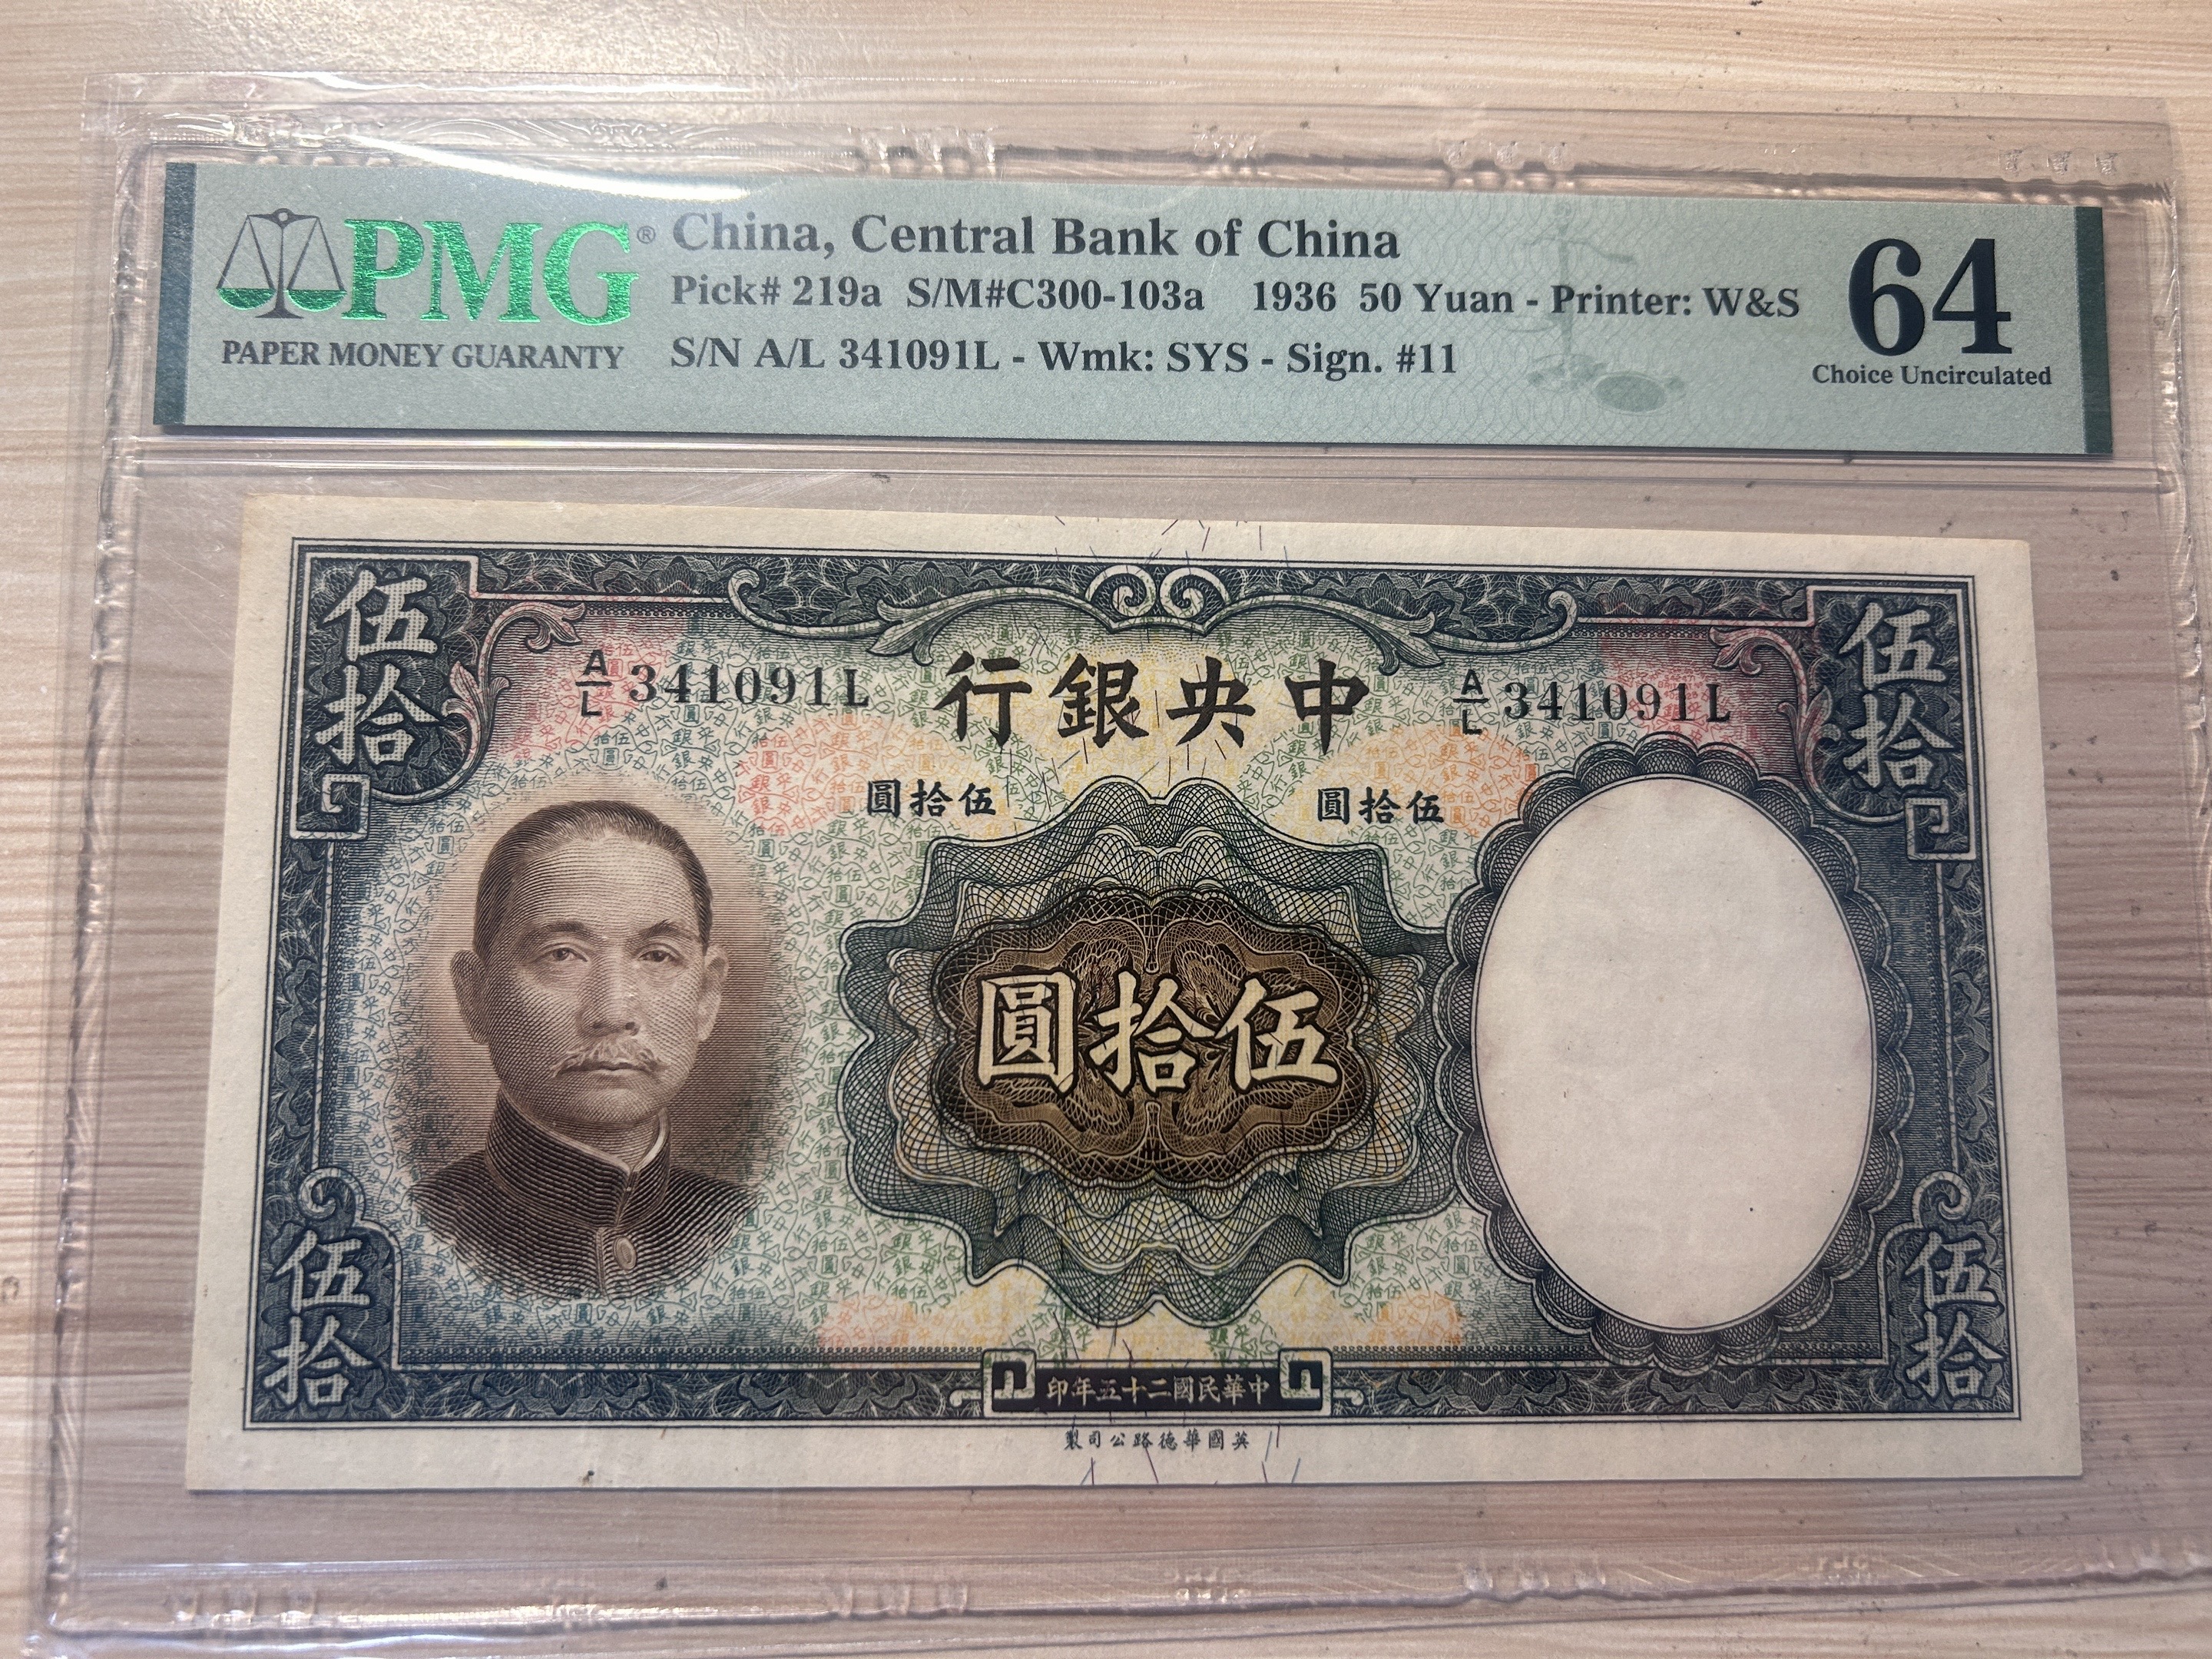 PMG® China, Central Bank of China 64
Pick# 219a S/M#C300-103a 1936 50 Yuan - Printer: W&S
PAPER MONEY GUARANTY S/N A/L 341091L - Wmk: SYS - Sign. #11 Choice Uncirculated
伍拾
伍拾
A/L 341091L
行銀央中
A/L 341091L
圓拾伍
圓拾伍
圓拾伍
伍拾
伍拾
印年五十二國民華中
製司公路德華國英